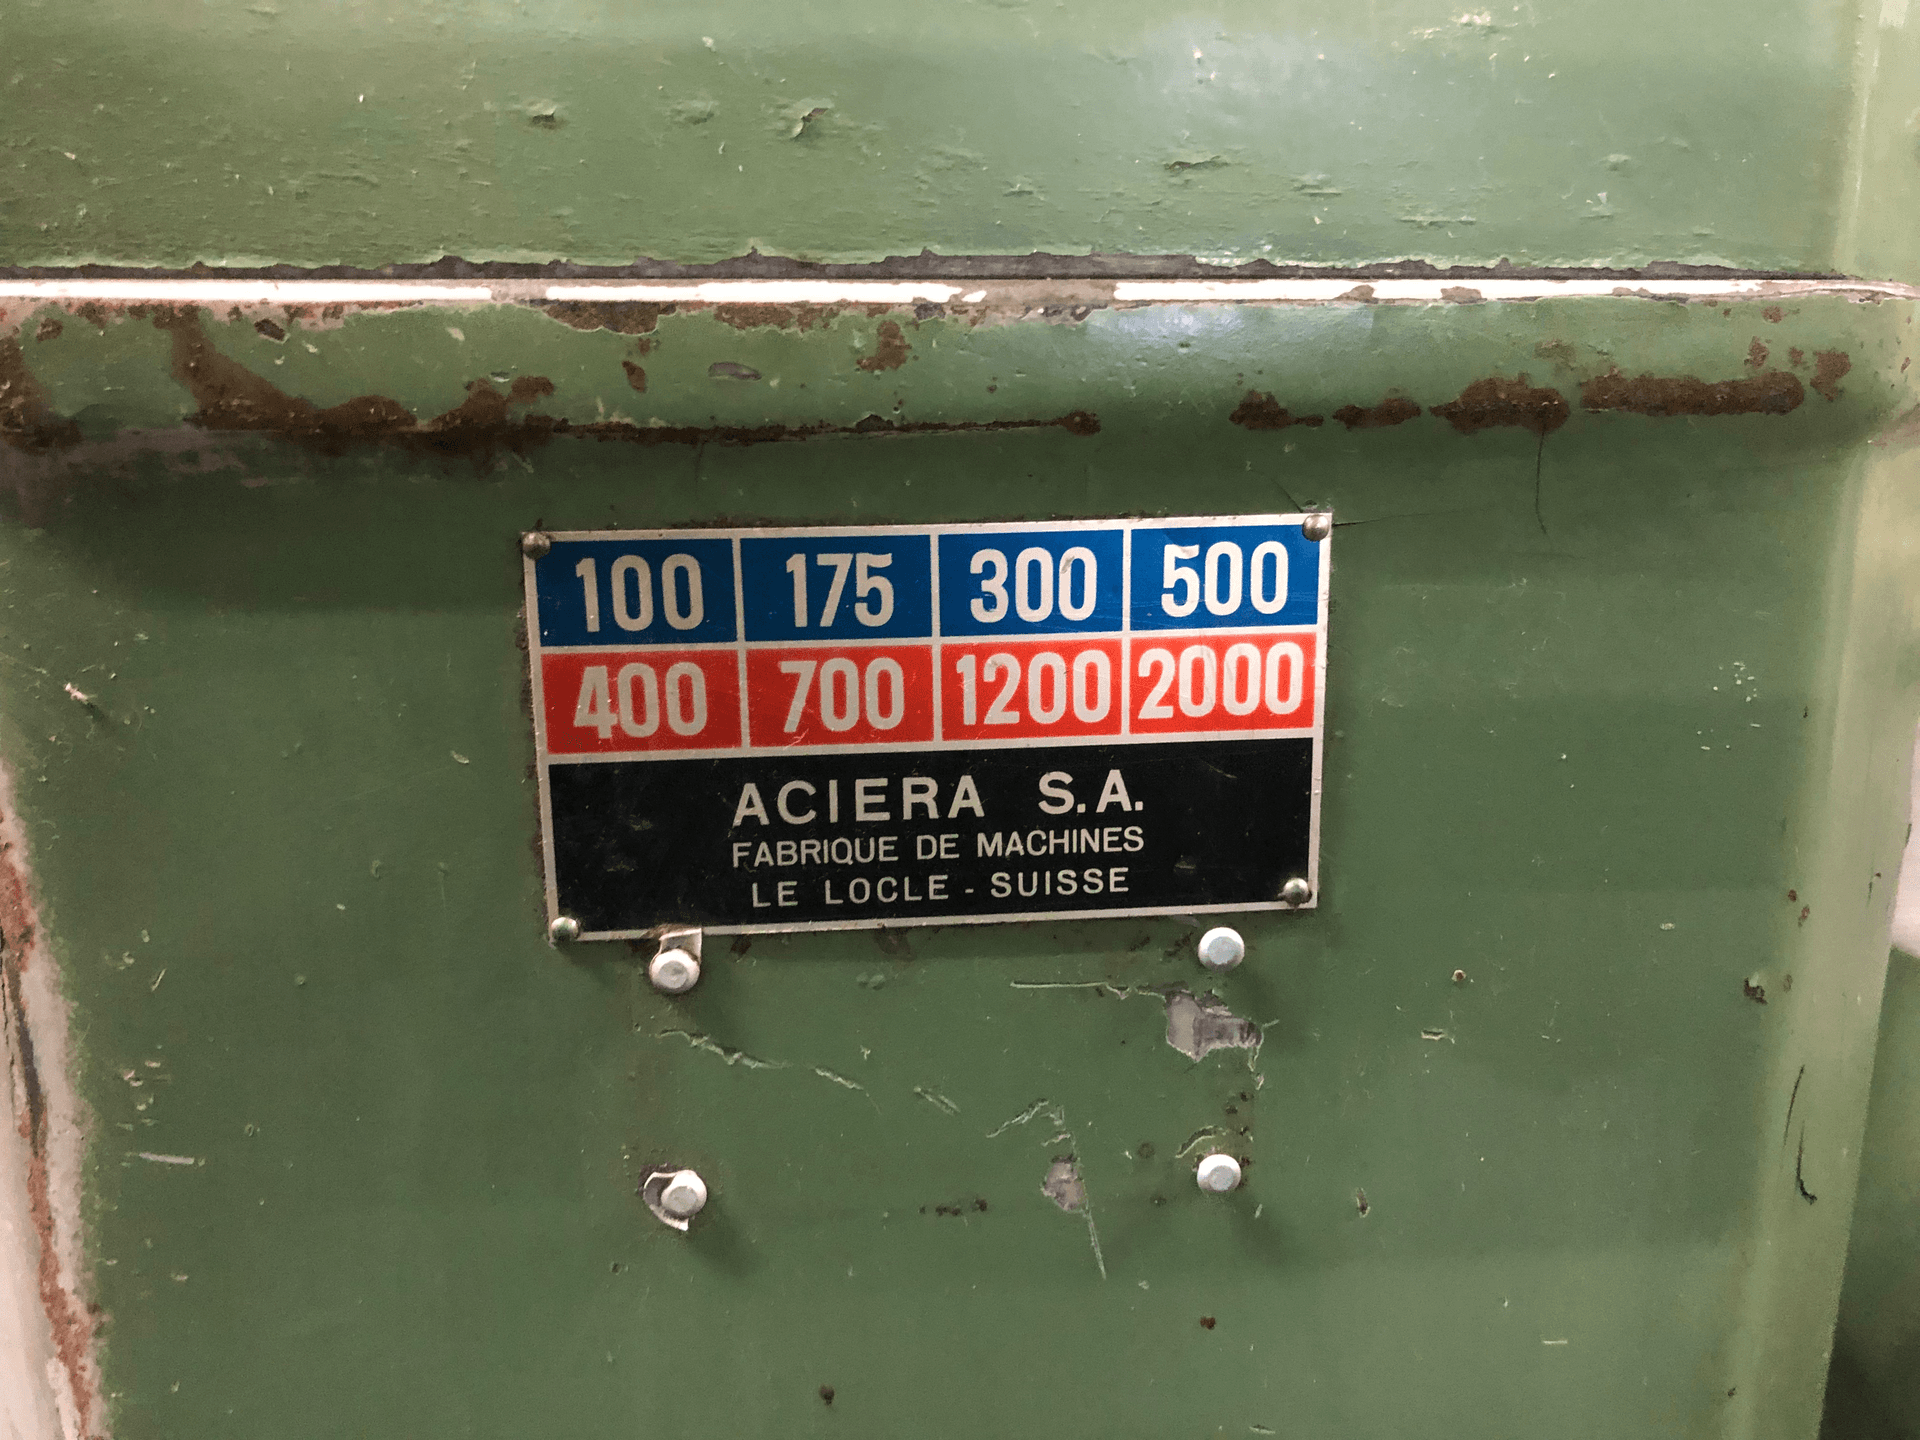 100 175 300 500
400 700 1200 2000
ACIERA S.A.
FABRIQUE DE MACHINES
LE LOCLE - SUISSE